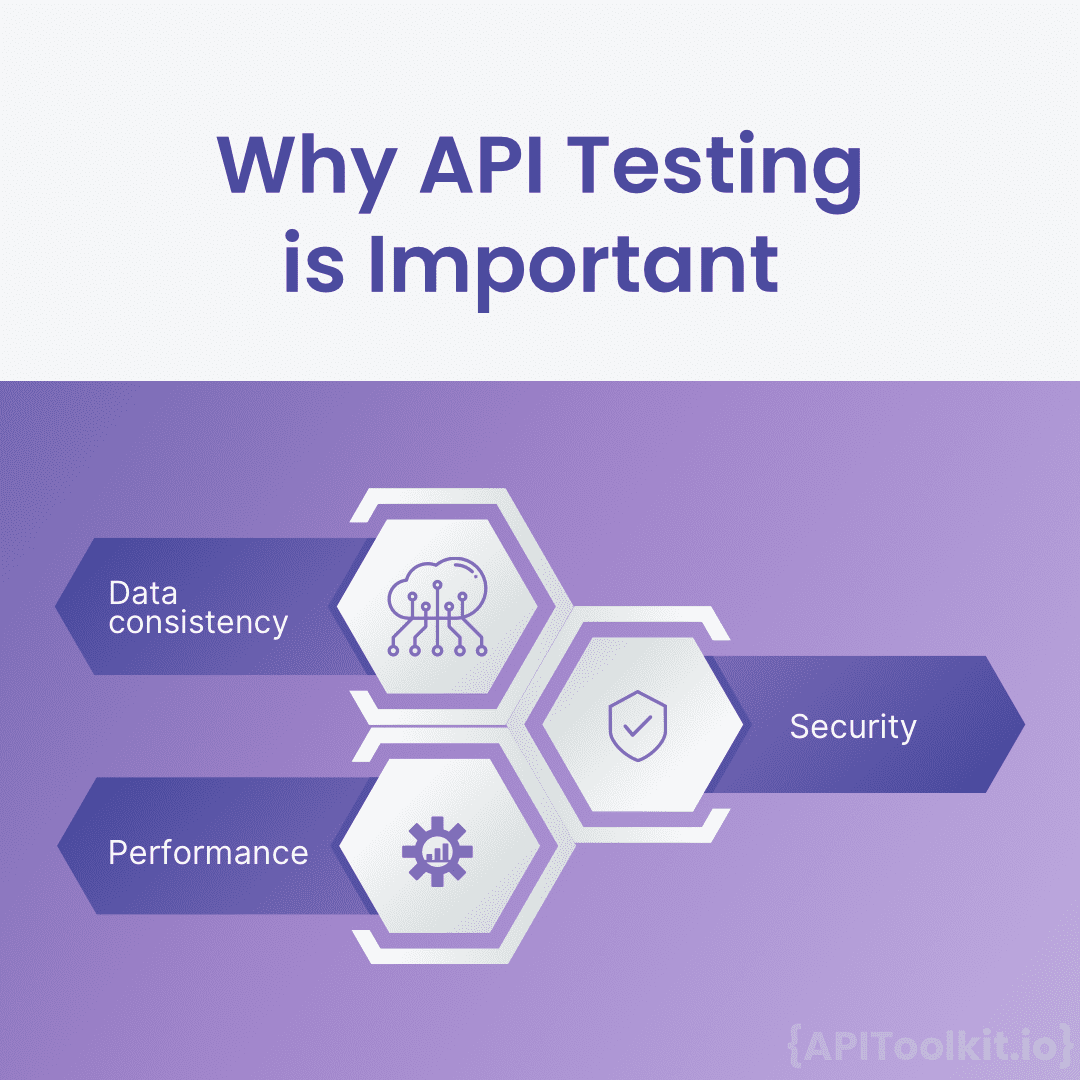 Why API Testing
is Important
Data
consistency
Security
Performance
{APIToolkit.io}